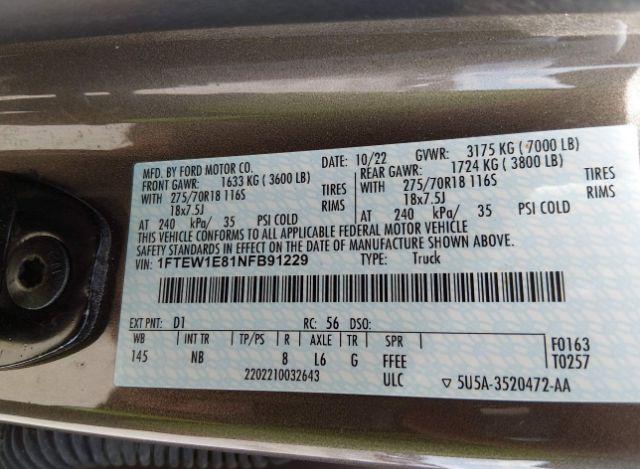 MFD. BY FORD MOTOR CO.
DATE: 10/22 GVWR: 3175 KG ( 7000 LB)
FRONT GAWR: 1633 KG ( 3600 LB) REAR GAWR: 1724 KG ( 3800 LB)
WITH 275/70R18 116S TIRES WITH 275/70R18 116S TIRES
18x7.5J RIMS 18x7.5J RIMS
AT 240 kPa/ 35 PSI COLD AT 240 kPa/ 35 PSI COLD
THIS VEHICLE CONFORMS TO ALL APPLICABLE FEDERAL MOTOR VEHICLE
SAFETY STANDARDS IN EFFECT ON THE DATE OF MANUFACTURE SHOWN ABOVE.
VIN: 1FTEW1E81NFB91229 TYPE: Truck
EXT PNT: D1 RC: 56 DSO: F0163
WB INT TR TP/PS R AXLE TR SPR T0257
145 NB 8 L6 G FFEE
2202210032643 ULC ▽ 5U5A-3520472-AA